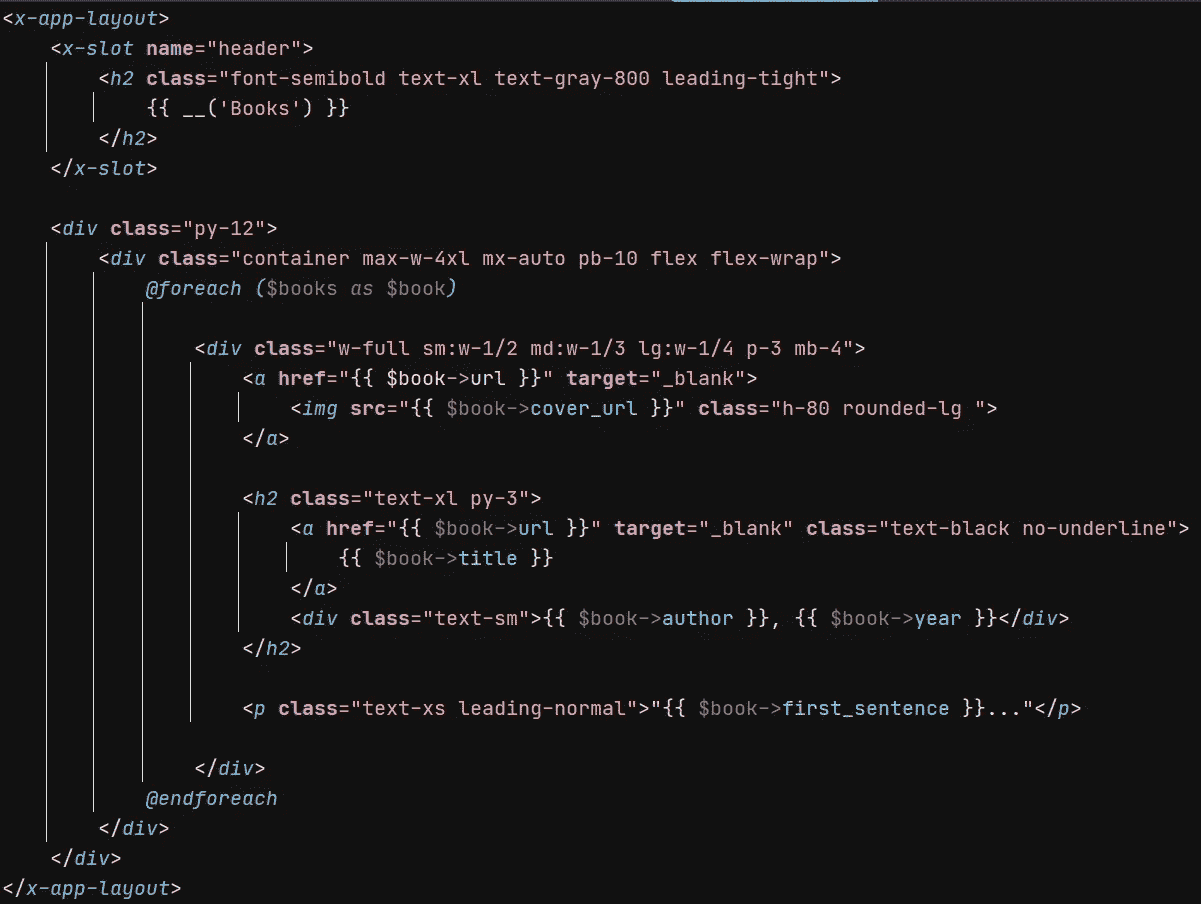 <x-app-layout>
    <x-slot name="header">
        <h2 class="font-semibold text-xl text-gray-800 leading-tight">
            {{ __('Books') }}
        </h2>
    </x-slot>

    <div class="py-12">
        <div class="container max-w-4xl mx-auto pb-10 flex flex-wrap">
            @foreach ($books as $book)

                <div class="w-full sm:w-1/2 md:w-1/3 lg:w-1/4 p-3 mb-4">
                    <a href="{{ $book->url }}" target="_blank">
                        <img src="{{ $book->cover_url }}" class="h-80 rounded-lg ">
                    </a>

                    <h2 class="text-xl py-3">
                        <a href="{{ $book->url }}" target="_blank" class="text-black no-underline">
                            {{ $book->title }}
                        </a>
                        <div class="text-sm">{{ $book->author }}, {{ $book->year }}</div>
                    </h2>

                    <p class="text-xs leading-normal">"{{ $book->first_sentence }}..."</p>

                </div>
            @endforeach
        </div>
    </div>
</x-app-layout>